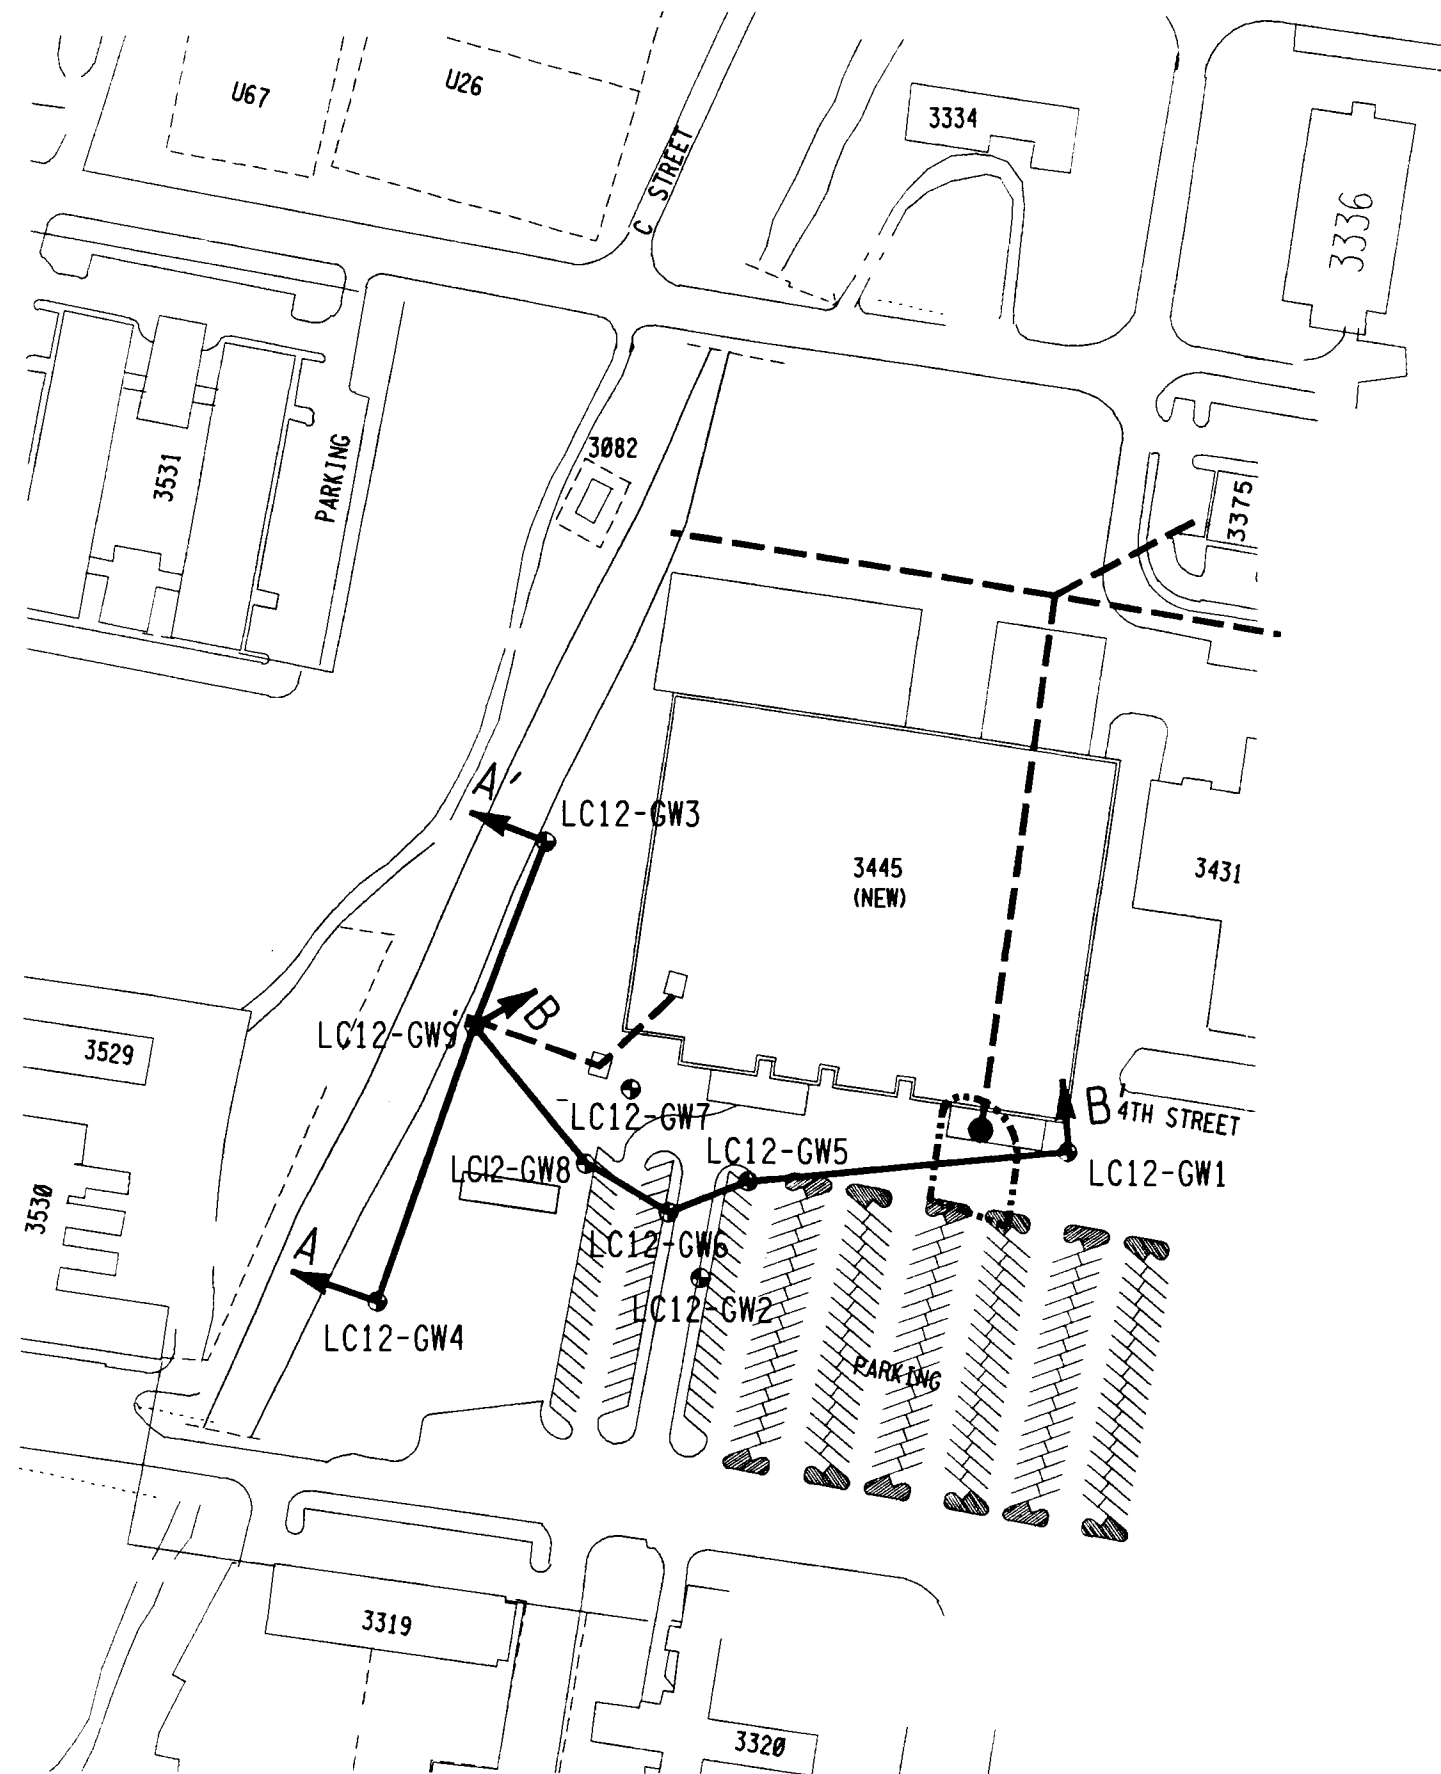 U67
U26
3334
C STREET
3336
3082
3531
PARKING
3375
A'
LC12-GW3
3445
(NEW)
3431
B
LC12-GW9
3529
LC12-GW7
B
4TH STREET
LC12-GW5
LC12-GW8
LC12-GW1
3530
LC12-GW6
A
LC12-GW2
LC12-GW4
PARKING
3319
3320